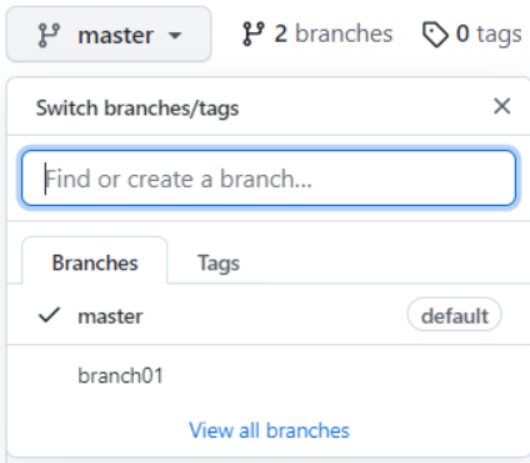 master 2 branches 0 tags
Switch branches/tags
Find or create a branch...
Branches Tags
master default
branch01
View all branches